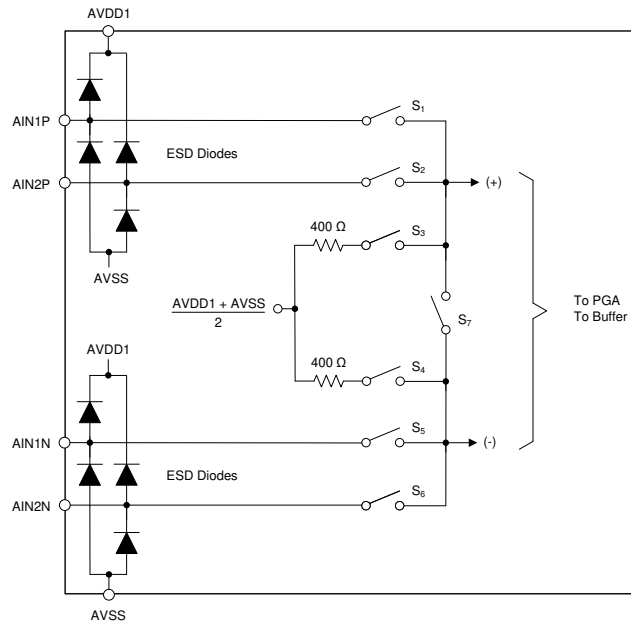 AVDD1
AIN1P
S1
ESD Diodes
AIN2P
S2
(+)
400 Ω
S3
AVSS
AVDD1 + AVSS
2
S7
To PGA
To Buffer
AVDD1
400 Ω
S4
AIN1N
S5
(-)
ESD Diodes
AIN2N
S6
AVSS